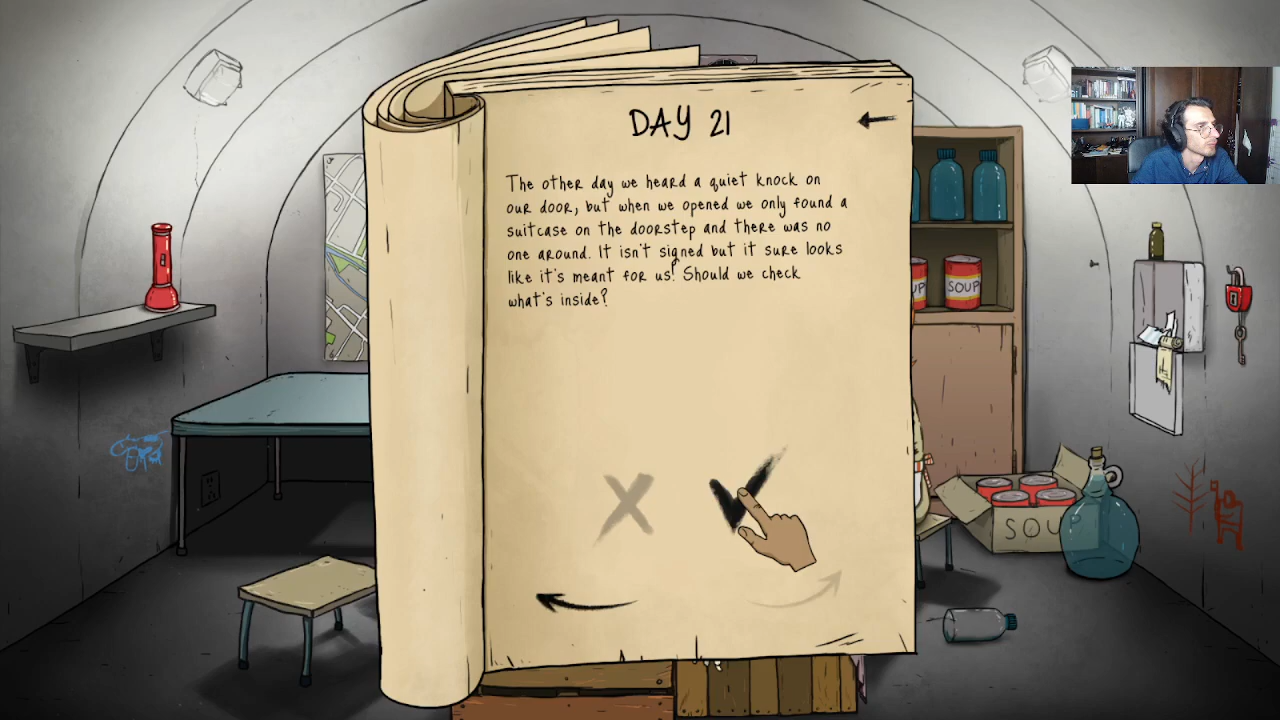 DAY 21
The other day we heard a quiet knock on
our door, but when we opened we only found a
suitcase on the doorstep and there was no
one around. It isn't signed but it sure looks
like it's meant for us! Should we check
what's inside?
UP
SOUP
SOU